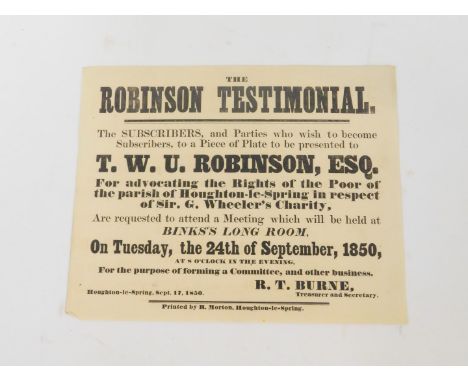 THE
ROBINSON TESTIMONIAL.
The SUBSCRIBERS, and Parties who wish to become
Subscribers, to a Piece of Plate to be presented to
T. W. U. ROBINSON, ESQ.
For advocating the Rights of the Poor of
the parish of Houghton-le-Spring in respect
of Sir. G. Wheeler's Charity,
Are requested to attend a Meeting which will be held at
BINKS'S LONG ROOM,
On Tuesday, the 24th of September, 1850,
AT 8 O'CLOCK IN THE EVENING,
For the purpose of forming a Committee, and other business.
R. T. BURNE,
Treasurer and Secretary.
Houghton-le-Spring, Sept. 17, 1850.
Printed by R. Morton, Houghton-le-Spring.